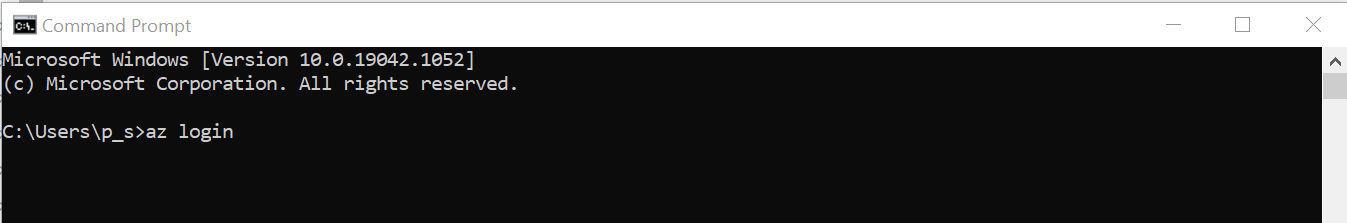 Command Prompt
Microsoft Windows [Version 10.0.19042.1052]
(c) Microsoft Corporation. All rights reserved.
C:\Users\p_s>az login